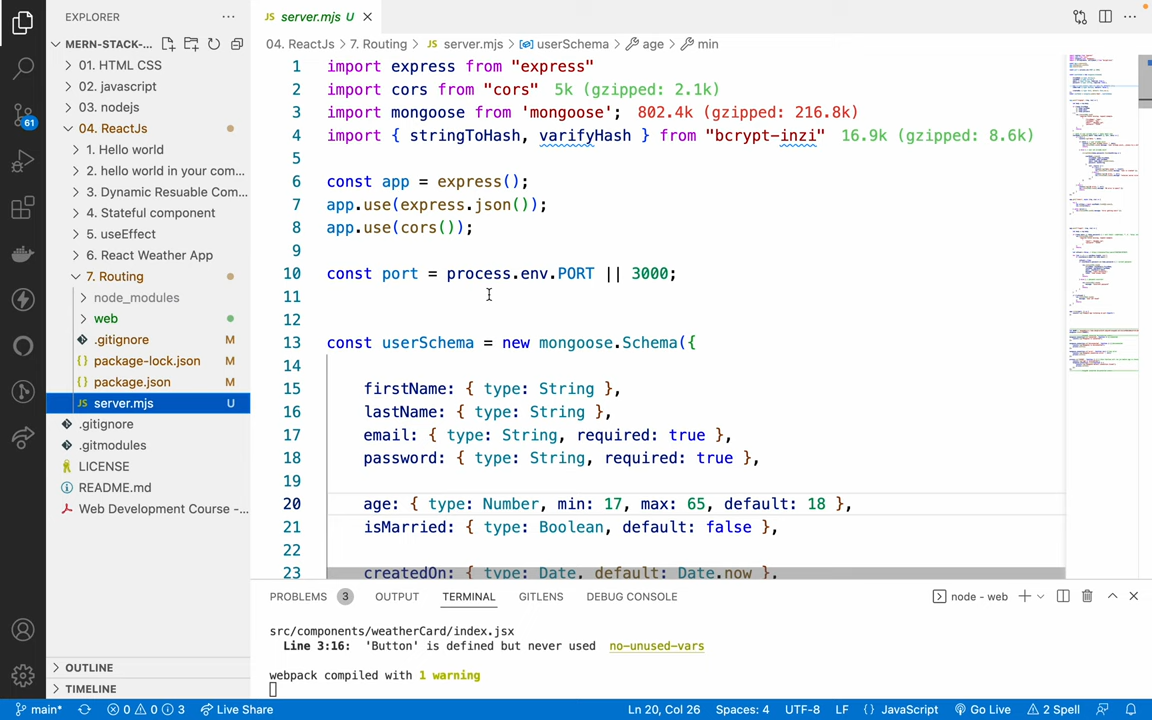 EXPLORER
MERN-STACK-...
01. HTML CSS
02. javascript
03. nodejs
04. ReactJs
1. Hello world
2. hello world in your com...
3. Dynamic Resuable Com...
4. Stateful component
5. useEffect
6. React Weather App
7. Routing
node_modules
web
.gitignore M
{} package-lock.json M
{} package.json M
JS server.mjs U
.gitignore
.gitmodules
LICENSE
README.md
Web Development Course -...
OUTLINE
TIMELINE
61
JS server.mjs U
04. ReactJs > 7. Routing > JS server.mjs > userSchema > age > min
1 import express from "express"
2 import cors from "cors" 5k (gzipped: 2.1k)
3 import mongoose from 'mongoose'; 802.4k (gzipped: 216.8k)
4 import { stringToHash, varifyHash } from "bcrypt-inzi" 16.9k (gzipped: 8.6k)
5
6 const app = express();
7 app.use(express.json());
8 app.use(cors());
9
10 const port = process.env.PORT || 3000;
11
12
13 const userSchema = new mongoose.Schema({
14
15 firstName: { type: String },
16 lastName: { type: String },
17 email: { type: String, required: true },
18 password: { type: String, required: true },
19
20 age: { type: Number, min: 17, max: 65, default: 18 },
21 isMarried: { type: Boolean, default: false },
22
23 createdOn: { type: Date, default: Date.now },
PROBLEMS 3 OUTPUT TERMINAL GITLENS DEBUG CONSOLE node - web
src/components/weatherCard/index.jsx
Line 3:16: 'Button' is defined but never used no-unused-vars
webpack compiled with 1 warning
main* 0 0 3 Live Share Ln 20, Col 26 Spaces: 4 UTF-8 LF {} JavaScript Go Live 2 Spell